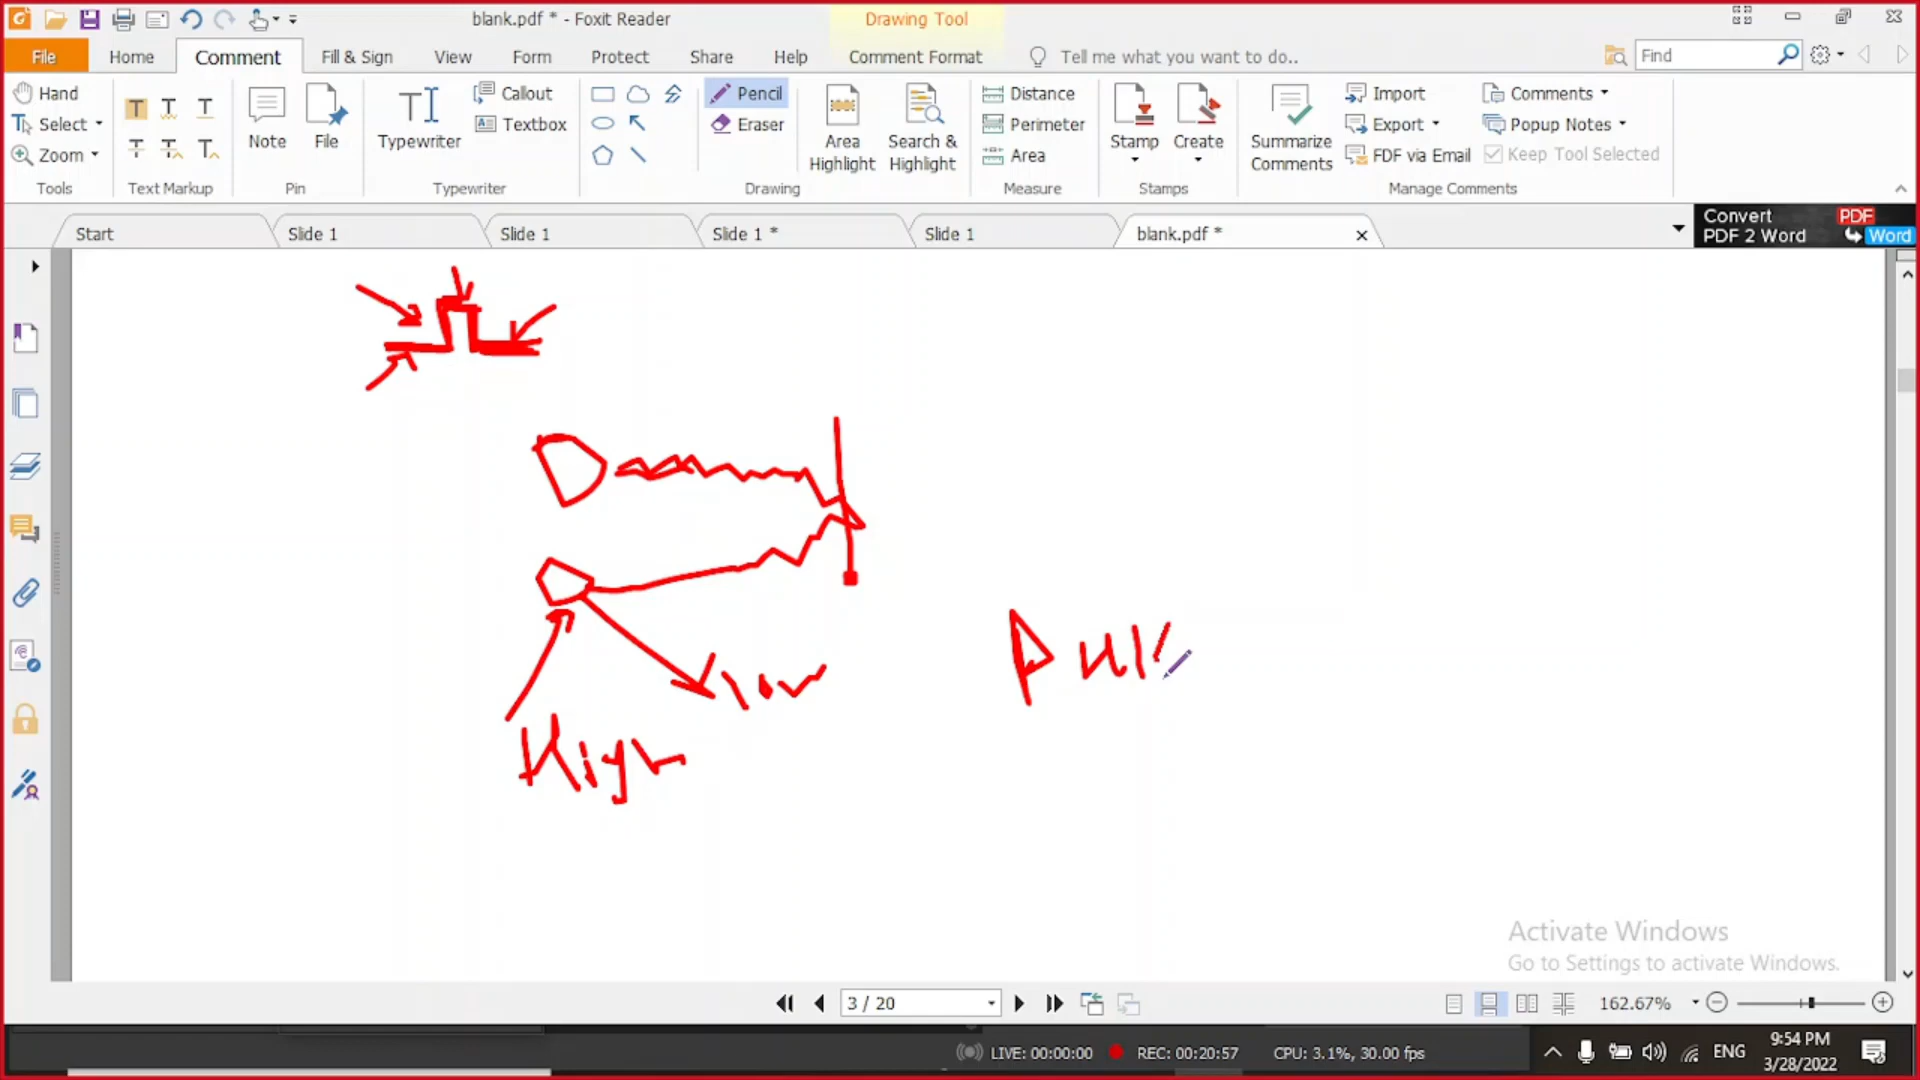 blank.pdf * - Foxit Reader
Drawing Tool
File
Home
Comment
Fill & Sign
View
Form
Protect
Share
Help
Comment Format
Tell me what you want to do..
Find
Hand
Select
Zoom
Tools
Text Markup
Note
File
Pin
Typewriter
Callout
Textbox
Typewriter
Pencil
Eraser
Area Highlight
Search & Highlight
Drawing
Distance
Perimeter
Area
Measure
Stamp
Create
Stamps
Summarize Comments
Import
Export
FDF via Email
Comments
Popup Notes
Keep Tool Selected
Manage Comments
Start
Slide 1
Slide 1
Slide 1 *
Slide 1
blank.pdf *
Convert PDF
PDF 2 Word Word
low
High
3 / 20
162.67%
Activate Windows
Go to Settings to activate Windows.
LIVE: 00:00:00
REC: 00:20:57
CPU: 3.1%, 30.00 fps
ENG
9:54 PM
3/28/2022